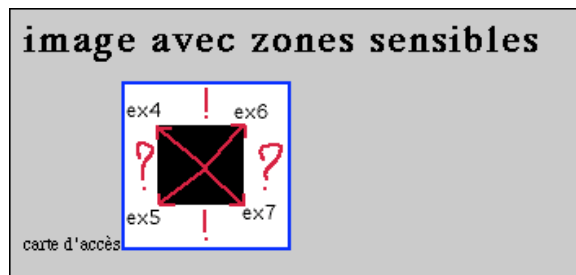 image avec zones sensibles
!
ex4 ex6
? ?
ex5 ex7
!
carte d'accès